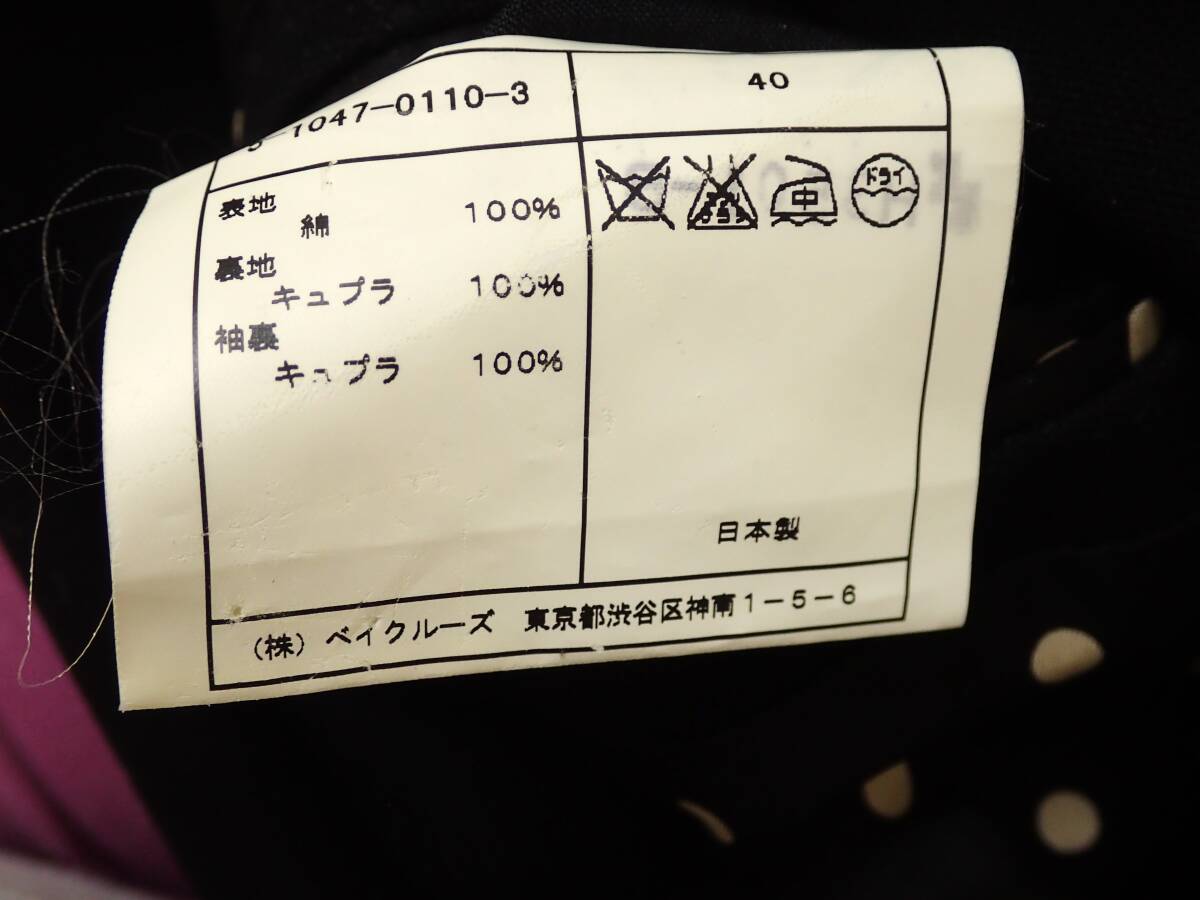 -1047-0110-3
40
表地
綿 100%
裏地
キュプラ 100%
袖裏
キュプラ 100%
中
ドライ
日本製
(株) ベイクルーズ 東京都渋谷区神南1-5-6